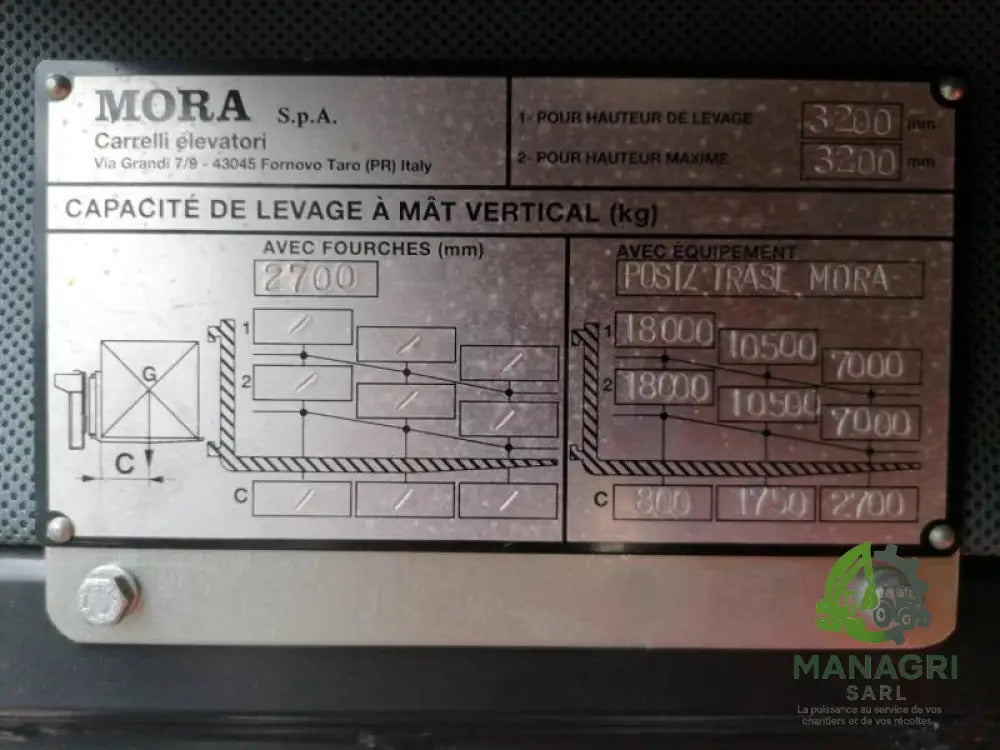 MORA S.p.A.
Carrelli elevatori
Via Grandi 7/9 - 43045 Fornovo Taro (PR) Italy
1- POUR HAUTEUR DE LEVAGE 3200 mm
2- POUR HAUTEUR MAXIME 3200 mm
CAPACITÉ DE LEVAGE À MÂT VERTICAL (kg)
AVEC FOURCHES (mm)
2700
1 / / /
2 / / /
G
C
C / / /
AVEC ÉQUIPEMENT
POSIZ.TRASL.MORA-
1 18000 10500 7000
2 18000 10500 7000
C 800 1750 2700
MANAGRI
SARL
La puissance au service de vos
chantiers et de vos récoltes.